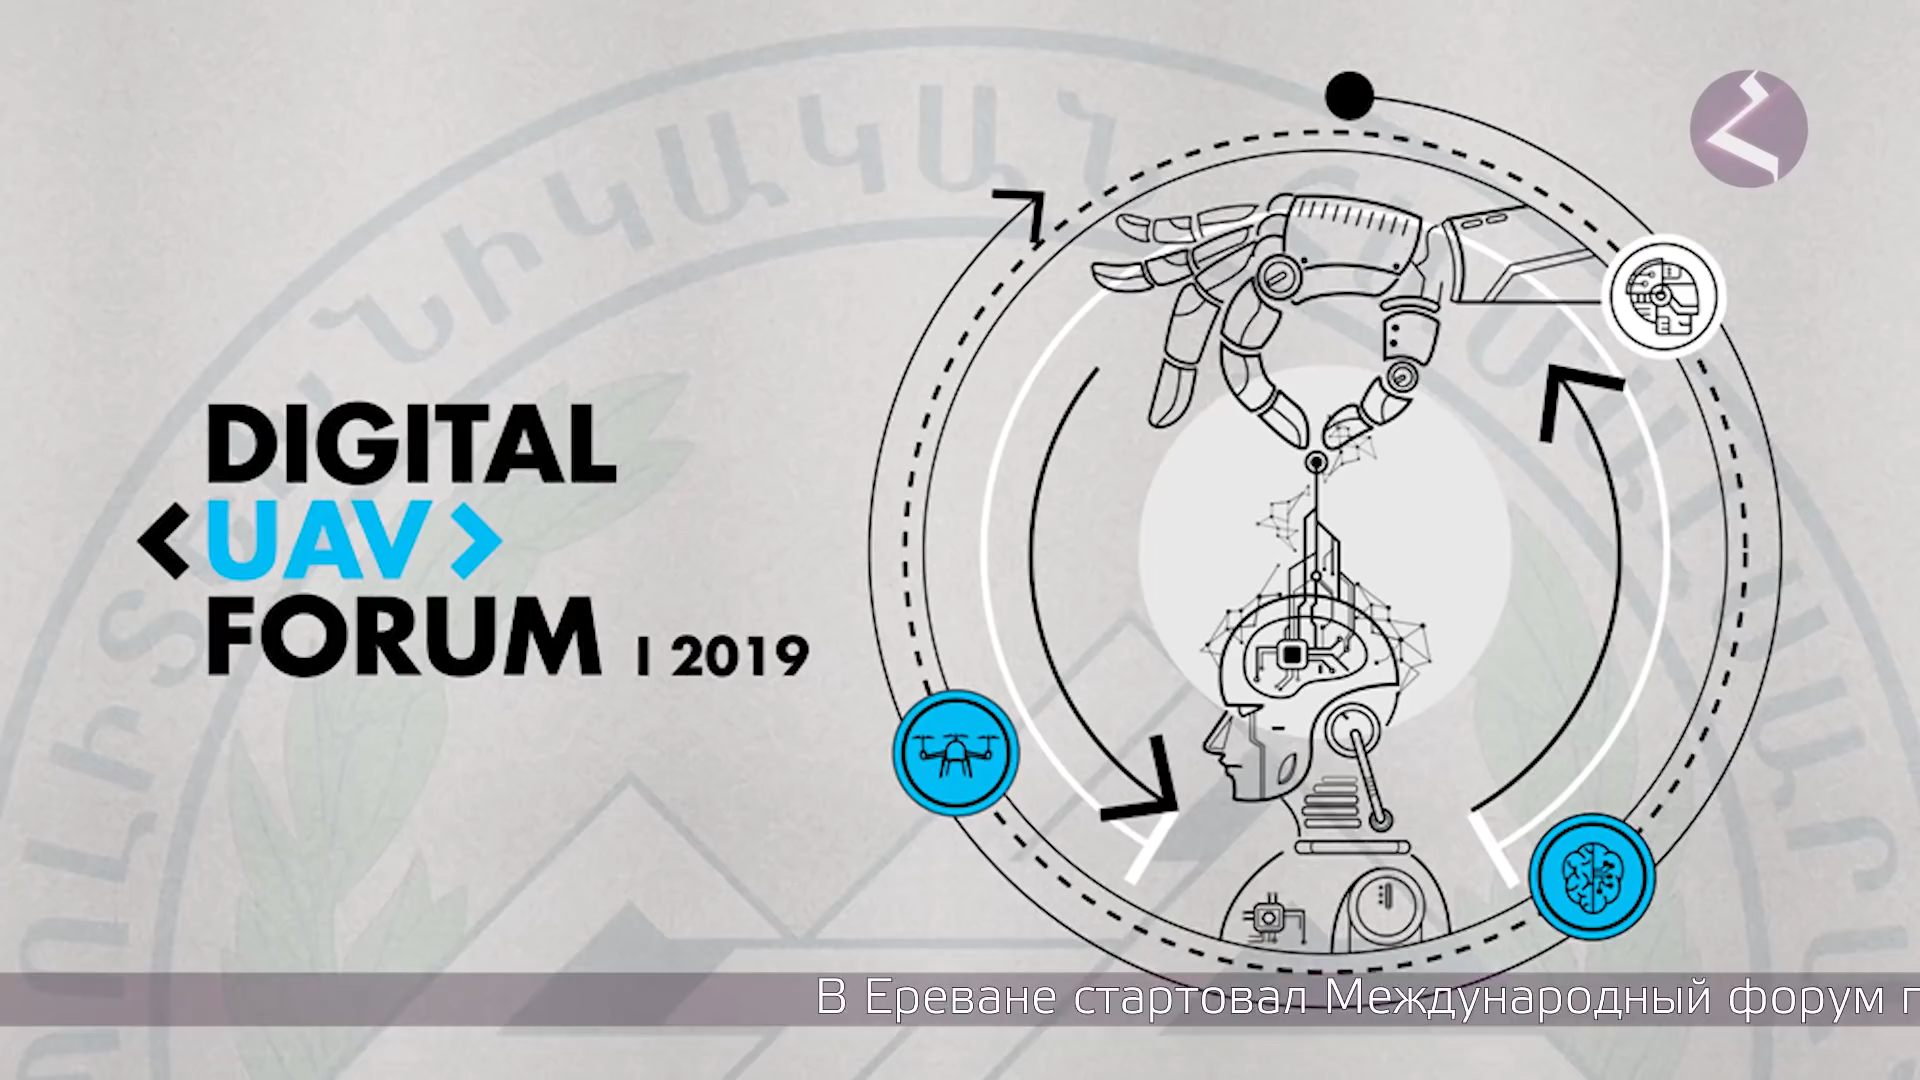 DIGITAL
<UAV>
FORUM | 2019
В Ереване стартовал Международный форум